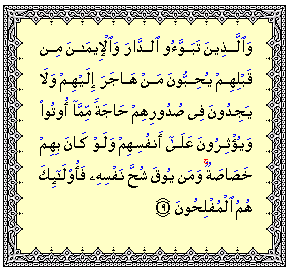 وَٱلَّذِينَ تَبَوَّءُو ٱلدَّارَ وَٱلْإِيمَـٰنَ مِن
قَبْلِهِمْ يُحِبُّونَ مَنْ هَاجَرَ إِلَيْهِمْ وَلَا
يَجِدُونَ فِى صُدُورِهِمْ حَاجَةًۭ مِّمَّآ أُوتُوا۟
وَيُؤْثِرُونَ عَلَىٰٓ أَنفُسِهِمْ وَلَوْ كَانَ بِهِمْ
خَصَاصَةٌۭ ۚ وَمَن يُوقَ شُحَّ نَفْسِهِۦ فَأُو۟لَـٰٓئِكَ
هُمُ ٱلْمُفْلِحُونَ ٩